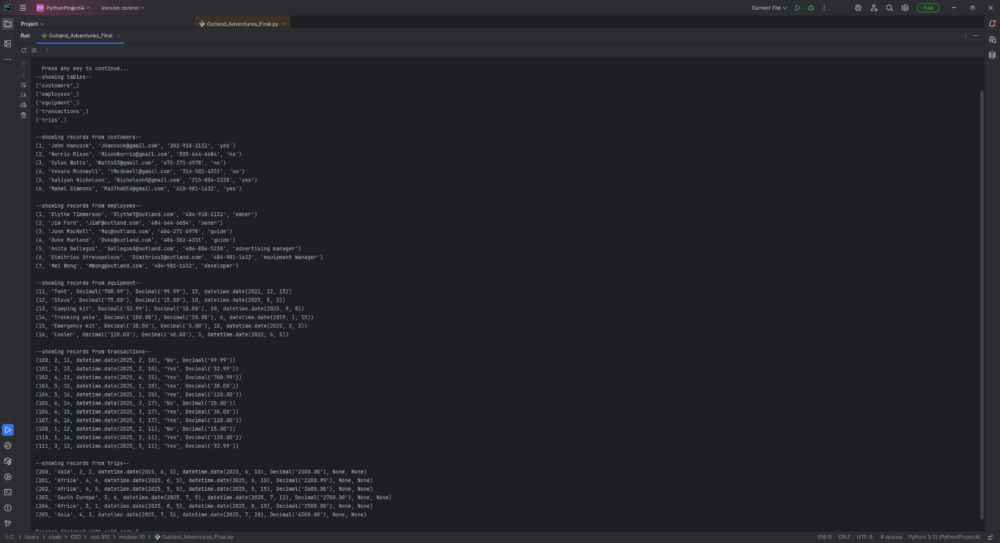 PC
PP PythonProject4 Version control
Current File Trial
Project Outland_Adventures_Final.py
Run Outland_Adventures_Final
Press any key to continue...
--showing tables--
('customers',)
('employees',)
('equipment',)
('transactions',)
('trips',)
--showing records from customers--
(1, 'John Hancock', 'JHancock@gmail.com', '202-918-2132', 'yes')
(2, 'Norris Mixon', 'MixonNorris@gmail.com', '505-644-6684', 'no')
(3, 'Sylas Watts', 'WattsS3@gmail.com', '472-271-6978', 'no')
(4, 'Yekara Mcdowell', 'YMcdowell@gmail.com', '316-502-4351', 'no')
(5, 'Aaliyah Nicholson', 'NicholsonA@gmail.com', '215-884-5238', 'yes')
(6, 'Mabel Simmons', 'Ma2ThaDEA@gmail.com', '610-981-1632', 'yes')
--showing records from employees--
(1, 'Blythe Timmerson', 'BlytheT@outland.com', '484-918-2132', 'owner')
(2, 'Jim Ford', 'JimF@outland.com', '484-644-6684', 'owner')
(3, 'John MacNell', 'Mac@outland.com', '484-271-6978', 'guide')
(4, 'Duke Marland', 'Duke@outland.com', '484-502-4351', 'guide')
(5, 'Anita Gallegos', 'GallegosA@outland.com', '484-884-5238', 'advertising manager')
(6, 'Dimitrios Stravopolous', 'DimitriosS@outland.com', '484-981-1632', 'equipment manager')
(7, 'Mei Wong', 'MWong@outland.com', '484-981-1632', 'developer')
--showing records from equipment--
(11, 'Tent', Decimal('700.99'), Decimal('99.99'), 15, datetime.date(2021, 12, 13))
(12, 'Stove', Decimal('75.00'), Decimal('15.00'), 10, datetime.date(2025, 5, 3))
(13, 'Camping kit', Decimal('32.99'), Decimal('10.00'), 20, datetime.date(2023, 9, 8))
(14, 'Trekking pole', Decimal('100.00'), Decimal('20.00'), 6, datetime.date(2019, 1, 15))
(15, 'Emergency kit', Decimal('30.00'), Decimal('5.00'), 10, datetime.date(2025, 5, 3))
(16, 'Cooler', Decimal('120.00'), Decimal('40.00'), 3, datetime.date(2022, 6, 5))
--showing records from transactions--
(100, 2, 11, datetime.date(2025, 2, 10), 'No', Decimal('99.99'))
(101, 2, 13, datetime.date(2025, 2, 10), 'Yes', Decimal('32.99'))
(102, 4, 11, datetime.date(2025, 4, 15), 'Yes', Decimal('700.99'))
(103, 5, 15, datetime.date(2025, 1, 20), 'Yes', Decimal('30.00'))
(104, 5, 16, datetime.date(2025, 1, 20), 'Yes', Decimal('120.00'))
(105, 6, 14, datetime.date(2025, 3, 17), 'No', Decimal('20.00'))
(106, 6, 15, datetime.date(2025, 3, 17), 'Yes', Decimal('30.00'))
(107, 6, 16, datetime.date(2025, 3, 17), 'Yes', Decimal('120.00'))
(108, 1, 12, datetime.date(2025, 2, 11), 'No', Decimal('15.00'))
(110, 1, 16, datetime.date(2025, 2, 11), 'Yes', Decimal('120.00'))
(111, 3, 13, datetime.date(2025, 5, 11), 'Yes', Decimal('32.99'))
--showing records from trips--
(200, 'Asia', 3, 2, datetime.date(2025, 6, 5), datetime.date(2025, 6, 10), Decimal('2500.00'), None, None)
(201, 'Africa', 4, 4, datetime.date(2025, 6, 5), datetime.date(2025, 6, 10), Decimal('2200.99'), None, None)
(202, 'Africa', 4, 5, datetime.date(2025, 5, 5), datetime.date(2025, 5, 15), Decimal('3600.00'), None, None)
(203, 'South Europe', 3, 6, datetime.date(2025, 7, 5), datetime.date(2025, 7, 12), Decimal('2700.00'), None, None)
(204, 'Africa', 3, 1, datetime.date(2025, 8, 5), datetime.date(2025, 8, 10), Decimal('2500.00'), None, None)
(205, 'Asia', 4, 3, datetime.date(2025, 7, 5), datetime.date(2025, 7, 20), Decimal('4500.00'), None, None)
Process finished with exit code 0
C: > Users > shaib > CSD > csd-310 > module-10 > Outland_Adventures_Final.py
158:11 CRLF UTF-8 4 spaces Python 3.13 (PythonProject4)